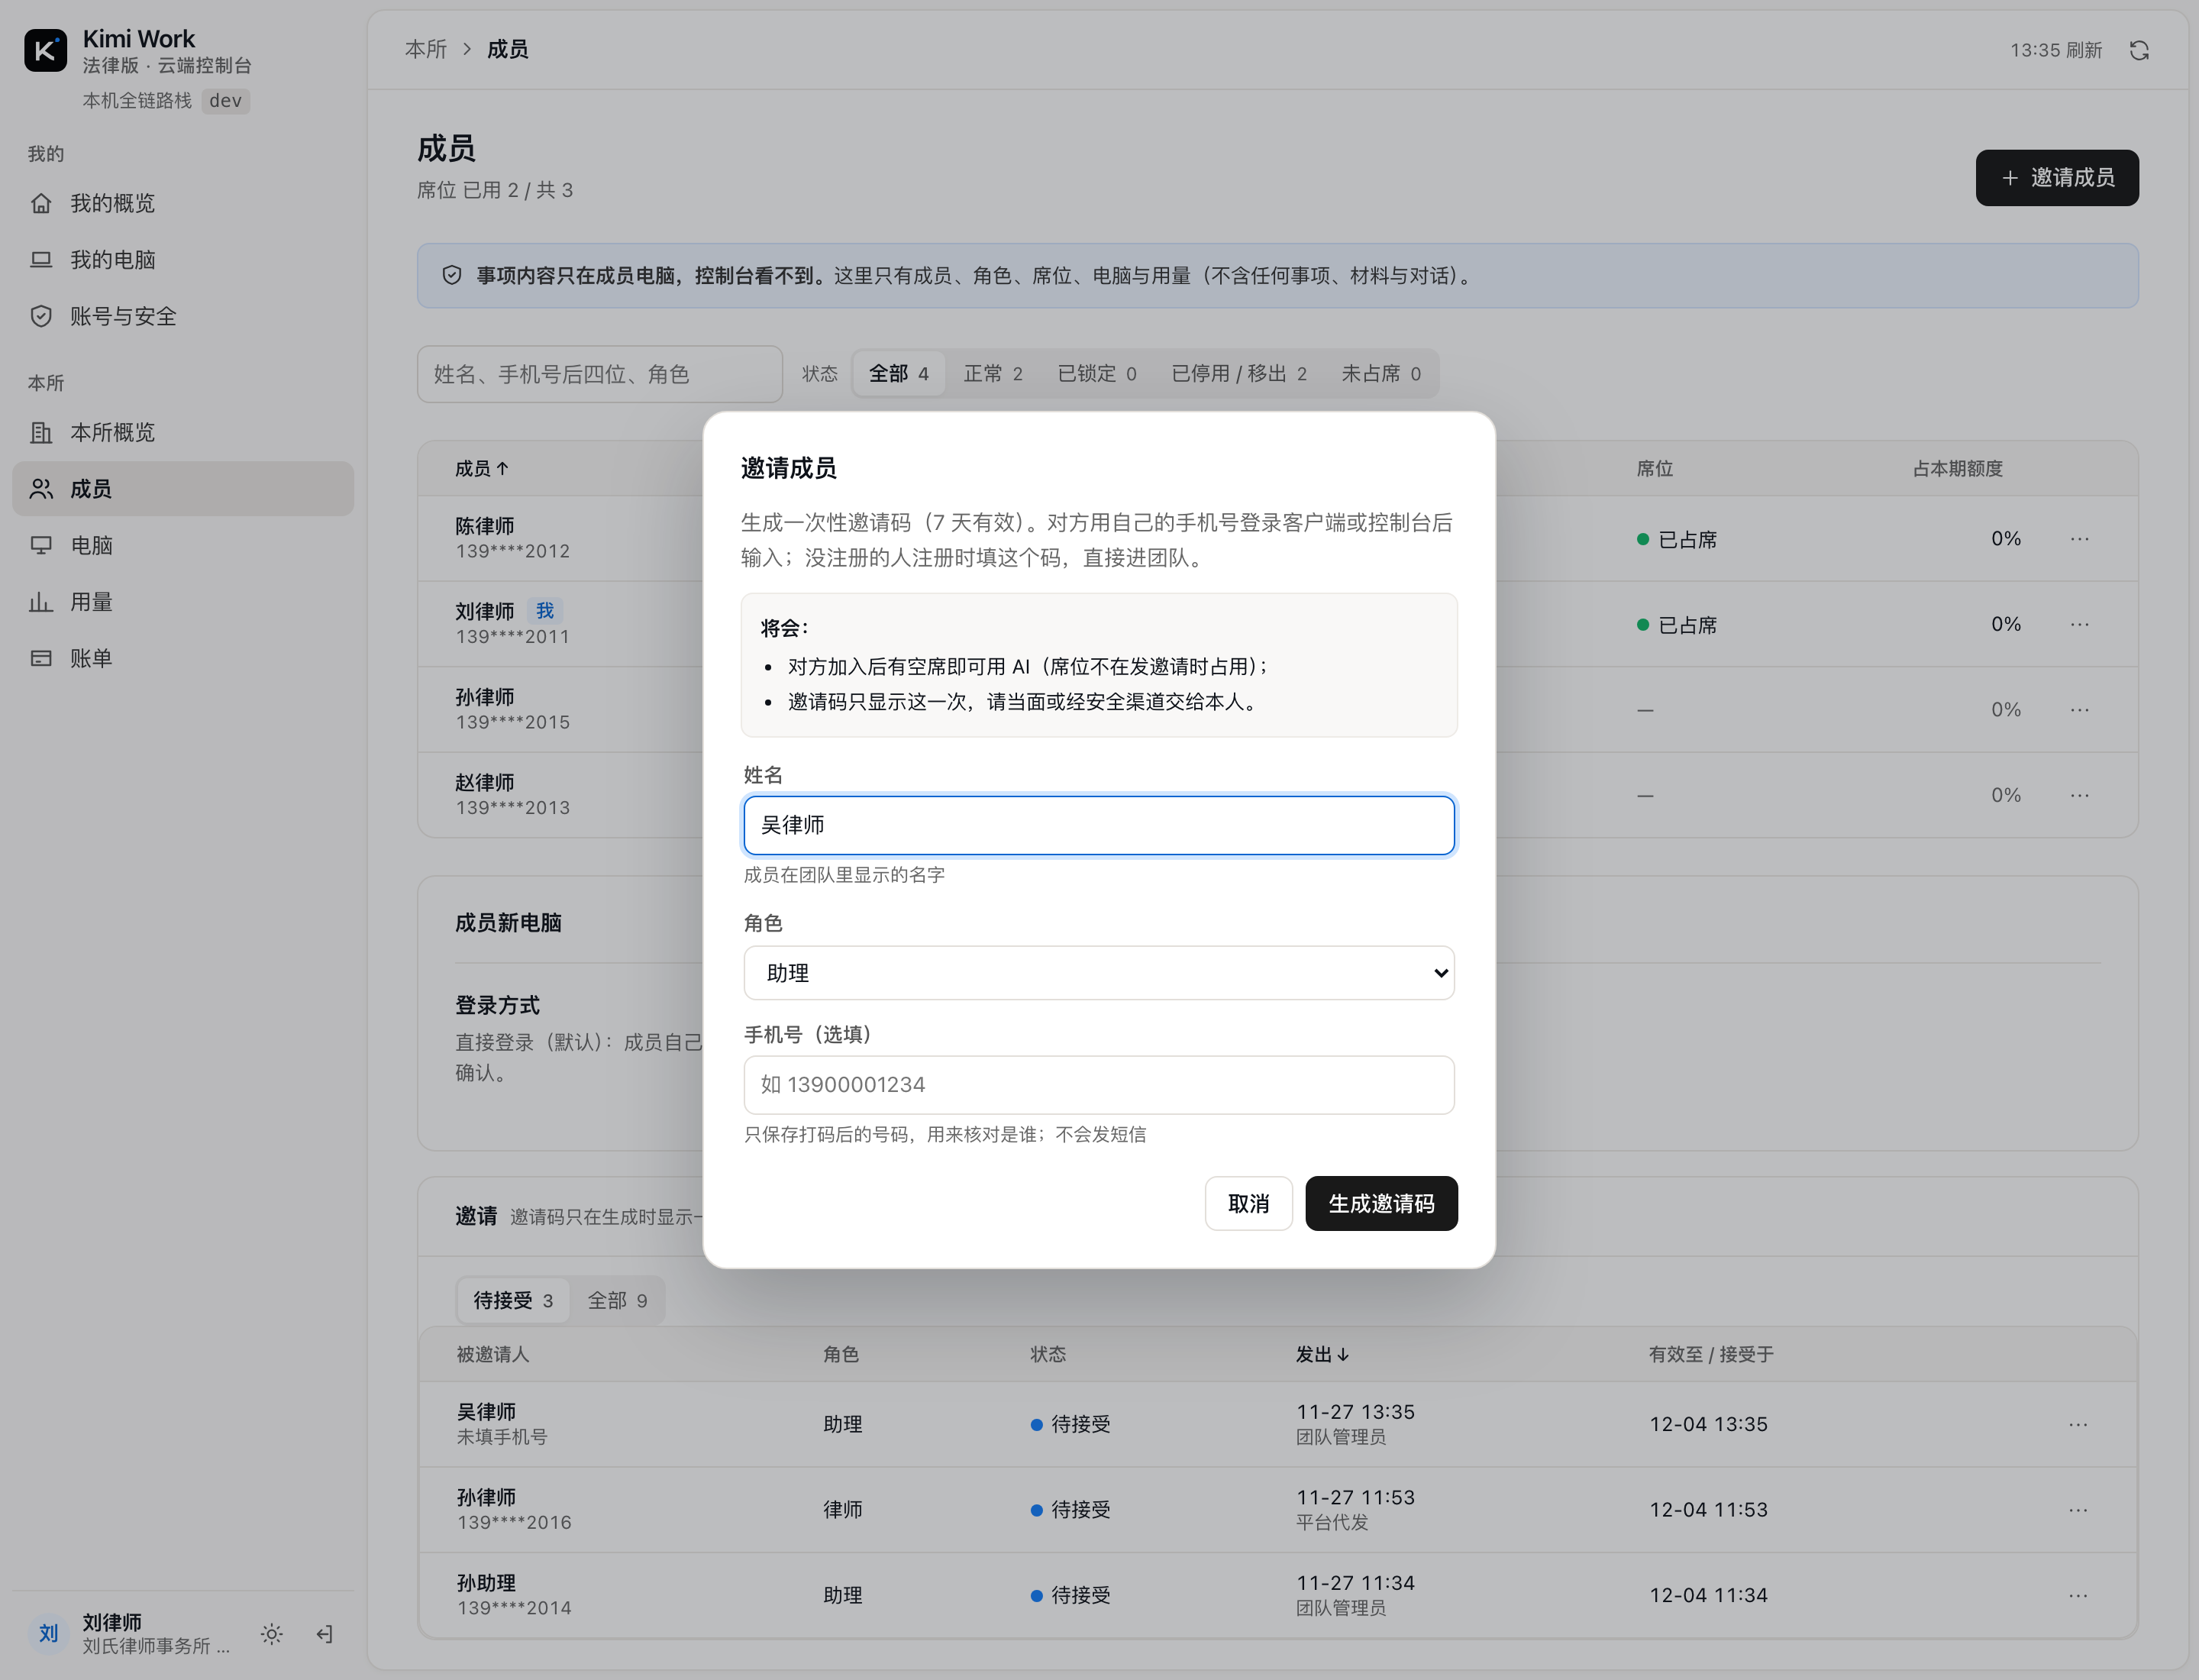 Kimi Work
法律版 · 云端控制台
本机全链路栈 dev
我的
我的概览
我的电脑
账号与安全
本所
本所概览
成员
电脑
用量
账单
刘
刘律师
刘氏律师事务所 ...
本所 > 成员
13:35 刷新
成员
席位 已用 2 / 共 3
+ 邀请成员
事项内容只在成员电脑，控制台看不到。这里只有成员、角色、席位、电脑与用量（不含任何事项、材料与对话）。
姓名、手机号后四位、角色
状态 全部 4 正常 2 已锁定 0 已停用 / 移出 2 未占席 0
成员 ↑ 席位 占本期额度
陈律师
139****2012
已占席 0% ···
刘律师 我
139****2011
已占席 0% ···
孙律师
139****2015
— 0% ···
赵律师
139****2013
— 0% ···
成员新电脑
登录方式
直接登录（默认）：成员自己
确认。
邀请 邀请码只在生成时显示
待接受 3 全部 9
被邀请人 角色 状态 发出 ↓ 有效至 / 接受于
吴律师
未填手机号
助理 待接受
11-27 13:35
团队管理员
12-04 13:35 ···
孙律师
139****2016
律师 待接受
11-27 11:53
平台代发
12-04 11:53 ···
孙助理
139****2014
助理 待接受
11-27 11:34
团队管理员
12-04 11:34 ···
邀请成员
生成一次性邀请码（7 天有效）。对方用自己的手机号登录客户端或控制台后
输入；没注册的人注册时填这个码，直接进团队。
将会：
• 对方加入后有空席即可用 AI（席位不在发邀请时占用）；
• 邀请码只显示这一次，请当面或经安全渠道交给本人。
姓名
吴律师
成员在团队里显示的名字
角色
助理
手机号（选填）
如 13900001234
只保存打码后的号码，用来核对是谁；不会发短信
取消 生成邀请码